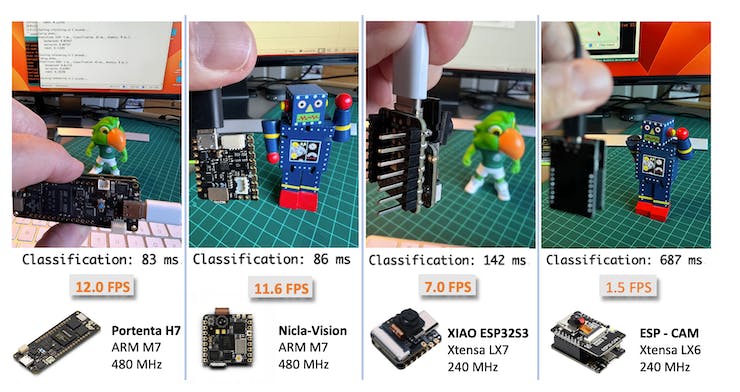 Classification: 83 ms
12.0 FPS
Portenta H7
ARM M7
480 MHz
Classification: 86 ms
11.6 FPS
Nicla-Vision
ARM M7
480 MHz
Classification: 142 ms
7.0 FPS
XIAO ESP32S3
Xtensa LX7
240 MHz
Classification: 687 ms
1.5 FPS
ESP - CAM
Xtensa LX6
240 MHz